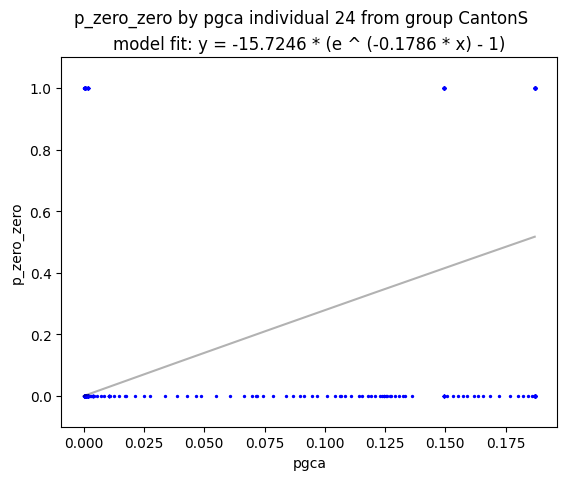 p_zero_zero by pgca individual 24 from group CantonS
model fit: y = -15.7246 * (e ^ (-0.1786 * x) - 1)
1.0
0.8
0.6
0.4
0.2
0.0
p_zero_zero
0.000 0.025 0.050 0.075 0.100 0.125 0.150 0.175
pgca